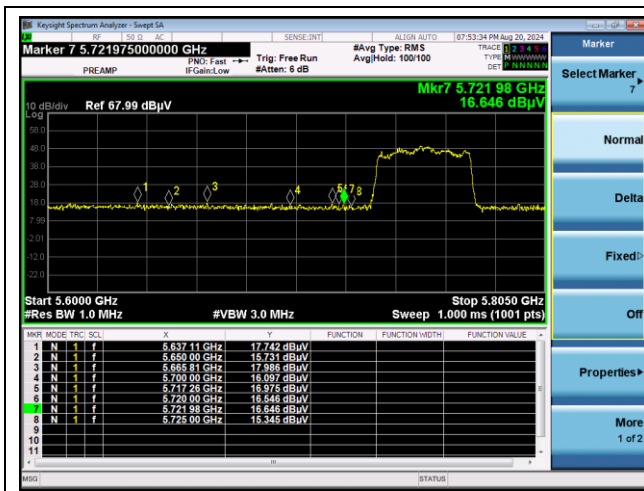 Keysight Spectrum Analyzer - Swept SA
RF 50 Ω AC SENSE:INT ALIGN AUTO 07:53:34 PM Aug 20, 2024
Marker 7 5.721975000000 GHz
PREAMP
PNO: Fast
IFGain:Low
Trig: Free Run
#Atten: 6 dB
#Avg Type: RMS
Avg|Hold: 100/100
TRACE 1 2 3 4 5 6
TYPE M W W W W W
DET P N N N N N
Mkr7 5.721 98 GHz
16.646 dBµV
10 dB/div Ref 67.99 dBµV
Log
58.0
48.0
38.0
28.0
18.0
7.99
-2.01
-12.0
-22.0
1 2 3 4 5 7 8
Start 5.6000 GHz Stop 5.8050 GHz
#Res BW 1.0 MHz #VBW 3.0 MHz Sweep 1.000 ms (1001 pts)
MKR MODE TRC SCL X Y FUNCTION FUNCTION WIDTH FUNCTION VALUE
1 N 1 f 5.637 11 GHz 17.742 dBµV
2 N 1 f 5.650 00 GHz 15.731 dBµV
3 N 1 f 5.665 81 GHz 17.986 dBµV
4 N 1 f 5.700 00 GHz 16.097 dBµV
5 N 1 f 5.717 26 GHz 16.975 dBµV
6 N 1 f 5.720 00 GHz 16.546 dBµV
7 N 1 f 5.721 98 GHz 16.646 dBµV
8 N 1 f 5.725 00 GHz 15.345 dBµV
9
10
11
MSG STATUS
Marker
Select Marker
7
Normal
Delta
Fixed
Off
Properties
More
1 of 2